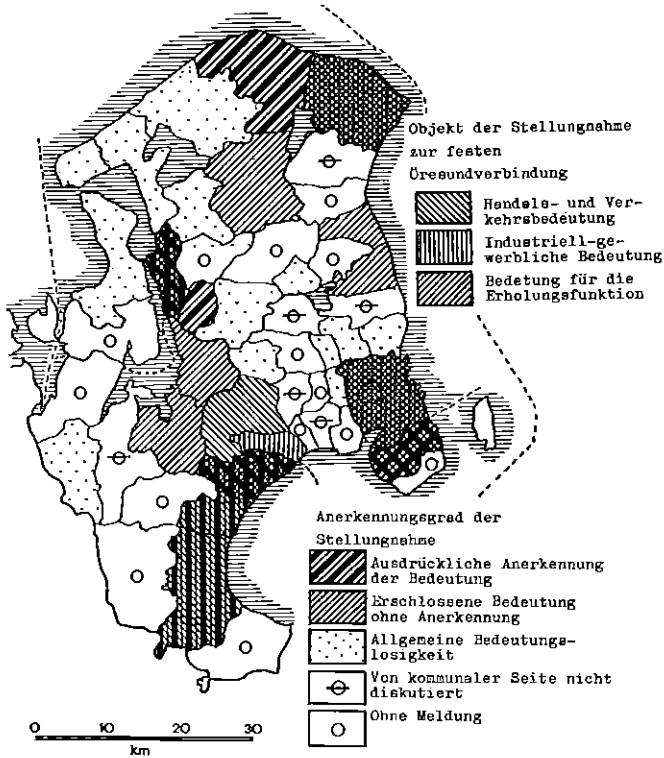 Objekt der Stellungnahme
zur festen
Öresundverbindung
Handels- und Ver-
kehrsbedeutung
Industriell-ge-
werbliche Bedeutung
Bedetung für die
Erholungsfunktion
Anerkennungsgrad der
Stellungnahme
Ausdrückliche Anerkennung
der Bedeutung
Erschlossene Bedeutung
ohne Anerkennung
Allgemeine Bedeutungs-
losigkeit
Von kommunaler Seite nicht
diskutiert
Ohne Meldung
0 10 20 30
km